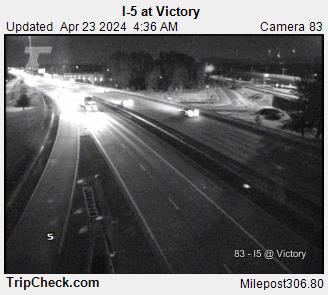 I-5 at Victory
Updated Apr 23 2024 4:36 AM Camera 83
S
83 - I5 @ Victory
TripCheck.com Milepost306.80